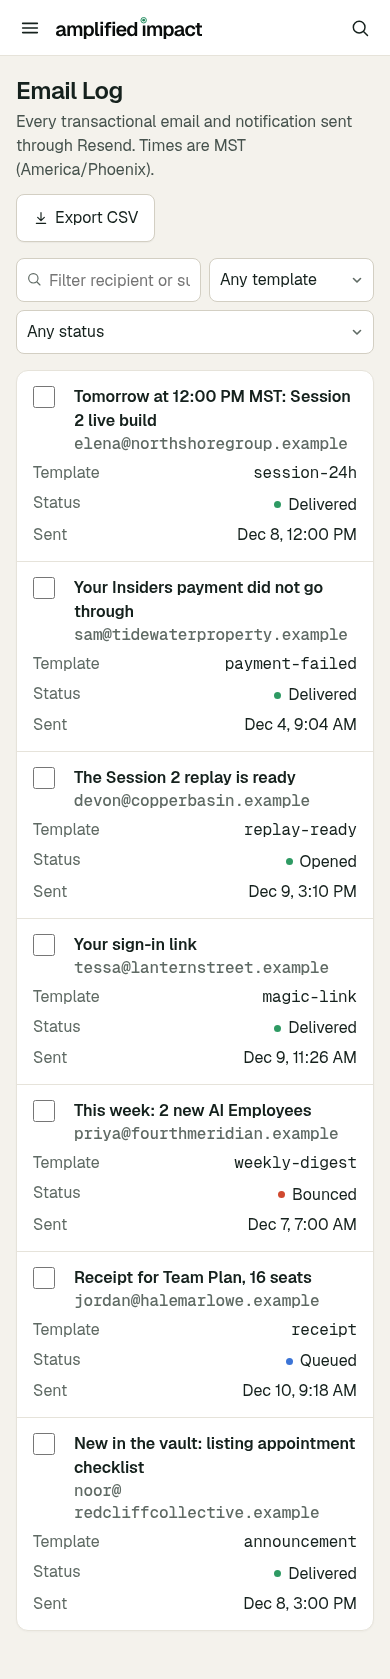 amplified impact
Email Log
Every transactional email and notification sent
through Resend. Times are MST
(America/Phoenix).
Export CSV
Filter recipient or su
Any template
Any status
Tomorrow at 12:00 PM MST: Session
2 live build
elena@northshoregroup.example
Template session-24h
Status Delivered
Sent Dec 8, 12:00 PM
Your Insiders payment did not go
through
sam@tidewaterproperty.example
Template payment-failed
Status Delivered
Sent Dec 4, 9:04 AM
The Session 2 replay is ready
devon@copperbasin.example
Template replay-ready
Status Opened
Sent Dec 9, 3:10 PM
Your sign-in link
tessa@lanternstreet.example
Template magic-link
Status Delivered
Sent Dec 9, 11:26 AM
This week: 2 new AI Employees
priya@fourthmeridian.example
Template weekly-digest
Status Bounced
Sent Dec 7, 7:00 AM
Receipt for Team Plan, 16 seats
jordan@halemarlowe.example
Template receipt
Status Queued
Sent Dec 10, 9:18 AM
New in the vault: listing appointment
checklist
noor@
redcliffcollective.example
Template announcement
Status Delivered
Sent Dec 8, 3:00 PM